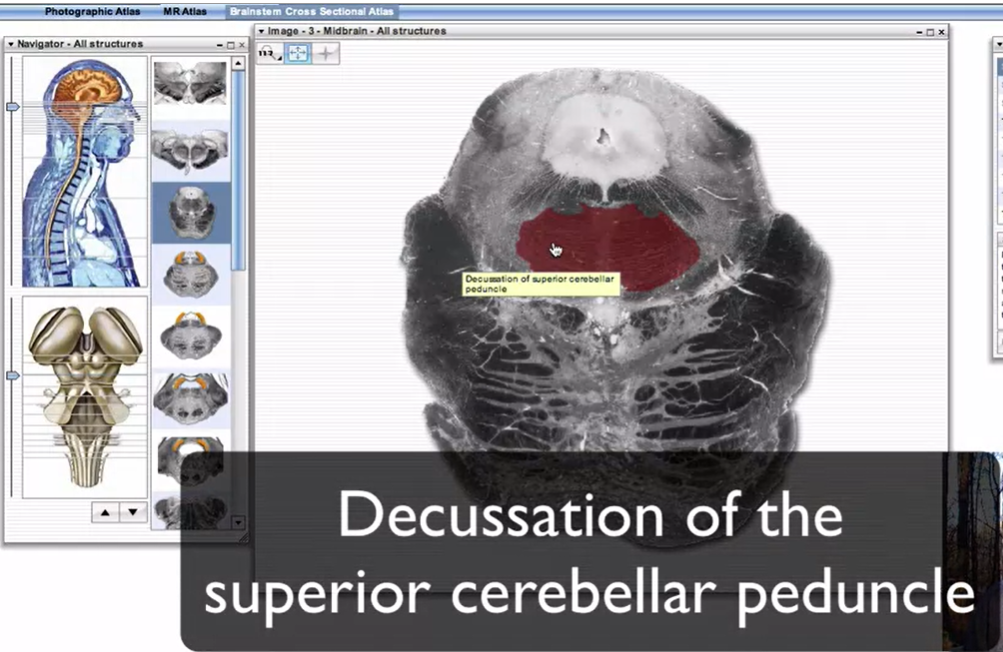 Photographic Atlas MR Atlas Brainstem Cross Sectional Atlas
Navigator - All structures
Image - 3 - Midbrain - All structures
Decussation of superior cerebellar
peduncle
Decussation of the
superior cerebellar peduncle